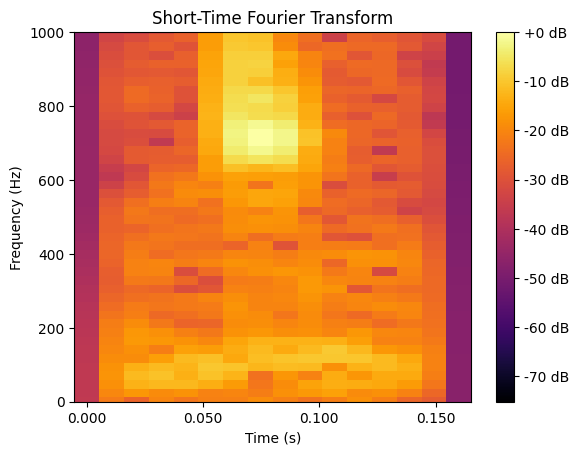 Short-Time Fourier Transform
1000
800
600
400
200
0
Frequency (Hz)
0.000
0.050
0.100
0.150
Time (s)
+0 dB
-10 dB
-20 dB
-30 dB
-40 dB
-50 dB
-60 dB
-70 dB